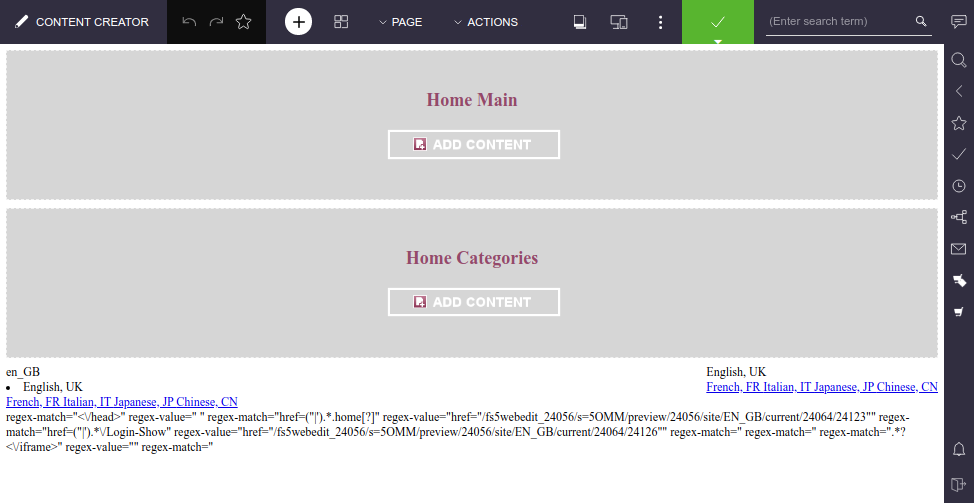 CONTENT CREATOR
PAGE
ACTIONS
(Enter search term)
Home Main
ADD CONTENT
Home Categories
ADD CONTENT
en_GB
English, UK
• English, UK
French, FR Italian, IT Japanese, JP Chinese, CN
French, FR Italian, IT Japanese, JP Chinese, CN
regex-match="<\/head>" regex-value=" " regex-match="href=("|').*.home[?]" regex-value="href="/fs5webedit_24056/s=5OMM/preview/24056/site/EN_GB/current/24064/24123"" regex-
match="href=("|').*\/Login-Show" regex-value="href="/fs5webedit_24056/s=5OMM/preview/24056/site/EN_GB/current/24064/24126"" regex-match=" regex-match=" regex-match=".*?
<\/iframe>" regex-value="" regex-match="